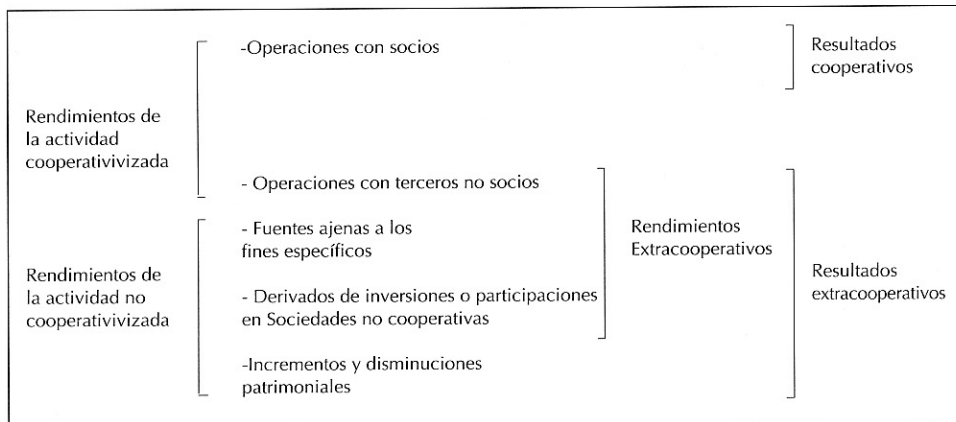 -Operaciones con socios
Resultados
cooperativos
Rendimientos de
la actividad
cooperativivizada
- Operaciones con terceros no socios
- Fuentes ajenas a los
fines específicos
Rendimientos
Extracooperativos
Rendimientos de
la actividad no
cooperativivizada
- Derivados de inversiones o participaciones
en Sociedades no cooperativas
Resultados
extracooperativos
-Incrementos y disminuciones
patrimoniales